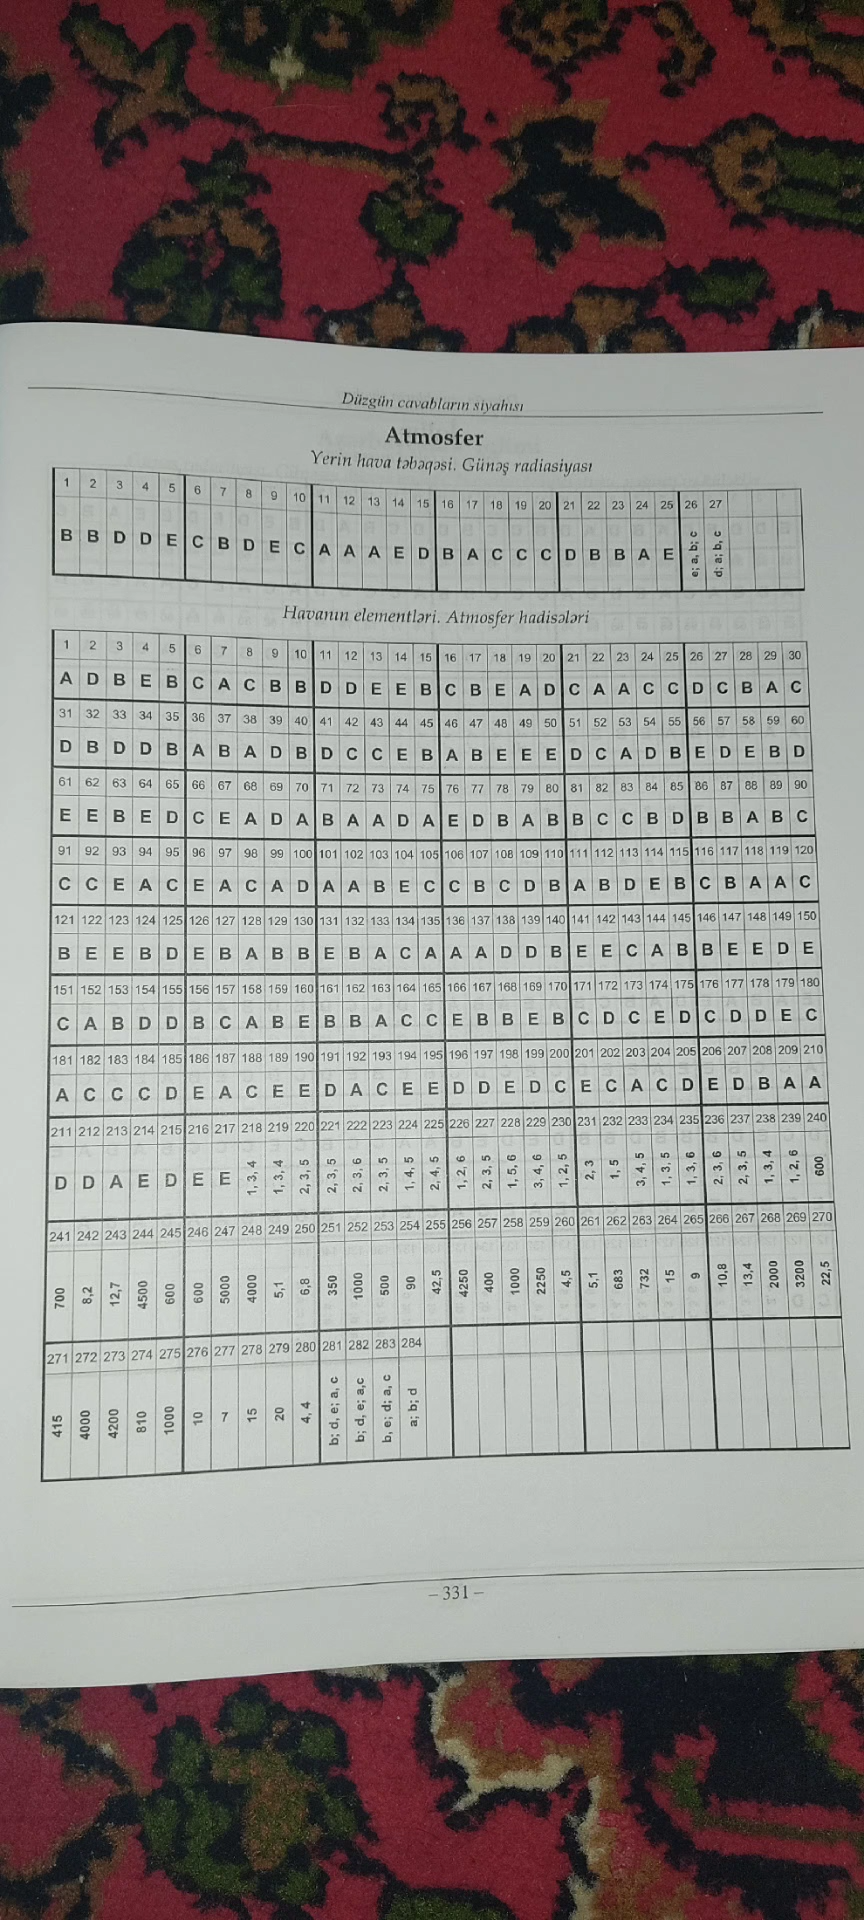 Düzgün cavabların siyahısı
Atmosfer
Yerin hava təbəqəsi. Günəş radiasiyası
1 2 3 4 5 6 7 8 9 10 11 12 13 14 15 16 17 18 19 20 21 22 23 24 25 26 27
B B D D E C B D E C A A A E D B A C C C D B B A E e; a, b; c d; a; b, c
Havanın elementləri. Atmosfer hadisələri
1 2 3 4 5 6 7 8 9 10 11 12 13 14 15 16 17 18 19 20 21 22 23 24 25 26 27 28 29 30
A D B E B C A C B B D D E E B C B E A D C A A C C D C B A C
31 32 33 34 35 36 37 38 39 40 41 42 43 44 45 46 47 48 49 50 51 52 53 54 55 56 57 58 59 60
D B D D B A B A D B D C C E B A B E E E D C A D B E D E B D
61 62 63 64 65 66 67 68 69 70 71 72 73 74 75 76 77 78 79 80 81 82 83 84 85 86 87 88 89 90
E E B E D C E A D A B A A D A E D B A B B C C B D B B A B C
91 92 93 94 95 96 97 98 99 100 101 102 103 104 105 106 107 108 109 110 111 112 113 114 115 116 117 118 119 120
C C E A C E A C A D A A B E C C B C D B A B D E B C B A A C
121 122 123 124 125 126 127 128 129 130 131 132 133 134 135 136 137 138 139 140 141 142 143 144 145 146 147 148 149 150
B E E B D E B A B B E B A C A A A D D B E E C A B B E E D E
151 152 153 154 155 156 157 158 159 160 161 162 163 164 165 166 167 168 169 170 171 172 173 174 175 176 177 178 179 180
C A B D D B C A B E B B A C C E B B E B C D C E D C D D E C
181 182 183 184 185 186 187 188 189 190 191 192 193 194 195 196 197 198 199 200 201 202 203 204 205 206 207 208 209 210
A C C C D E A C E E D A C E E D D E D C E C A C D E D B A A
211 212 213 214 215 216 217 218 219 220 221 222 223 224 225 226 227 228 229 230 231 232 233 234 235 236 237 238 239 240
D D A E D E E 1, 3, 4 1, 3, 4 2, 3, 5 2, 3, 5 2, 3, 6 2, 3, 5 1, 4, 5 2, 4, 5 1, 2, 6 2, 3, 5 1, 5, 6 3, 4, 6 1, 2, 5 2, 3 1, 5 3, 4, 5 1, 3, 5 1, 3, 6 2, 3, 6 2, 3, 5 1, 3, 4 1, 2, 6 600
241 242 243 244 245 246 247 248 249 250 251 252 253 254 255 256 257 258 259 260 261 262 263 264 265 266 267 268 269 270
700 8,2 12,7 4500 600 600 5000 4000 5,1 6,8 350 1000 500 90 42,5 4250 400 1000 2250 4,5 5,1 683 732 15 9 10,8 13,4 2000 3200 22,5
271 272 273 274 275 276 277 278 279 280 281 282 283 284
415 4000 4200 810 1000 10 7 15 20 4, 4 b; d, e; a, c b; d, e; a,c b, e; d; a, c a; b; d
– 331 –